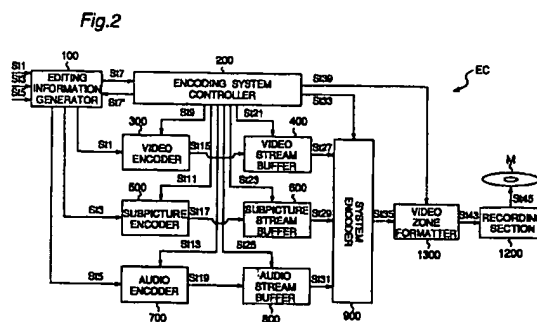 Fig.2
100
200
St1
St3
St5
EDITING
INFORMATION
GENERATOR
St7
St7'
ENCODING SYSTEM
CONTROLLER
St39
St33
EC
St9
St21
300
400
St1
VIDEO
ENCODER
St15
VIDEO
STREAM
BUFFER
St27
St11
St23
500
600
St3
SUBPICTURE
ENCODER
St17
SUBPICTURE
STREAM
BUFFER
St29
SYSTEM
ENCODER
St35
VIDEO
ZONE
FORMATTER
1300
St43
RECORDING
SECTION
1200
M
St45
St13
St25
St5
AUDIO
ENCODER
700
St19
AUDIO
STREAM
BUFFER
800
St31
900